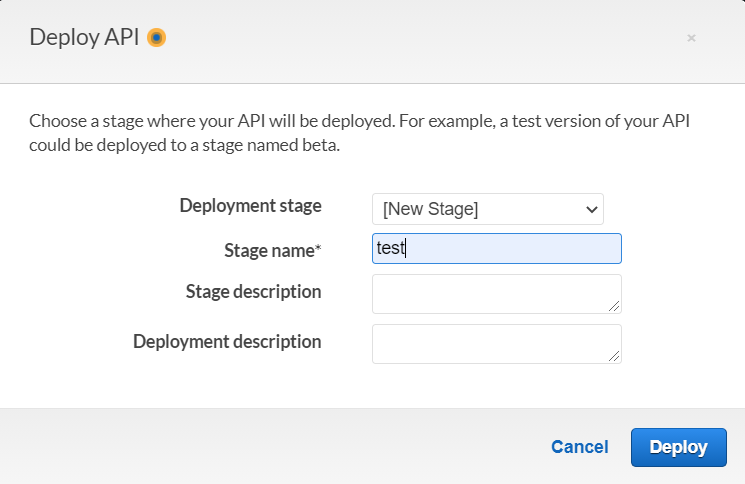 Deploy API
×
Choose a stage where your API will be deployed. For example, a test version of your API
could be deployed to a stage named beta.
Deployment stage [New Stage]
Stage name* test
Stage description
Deployment description
Cancel Deploy